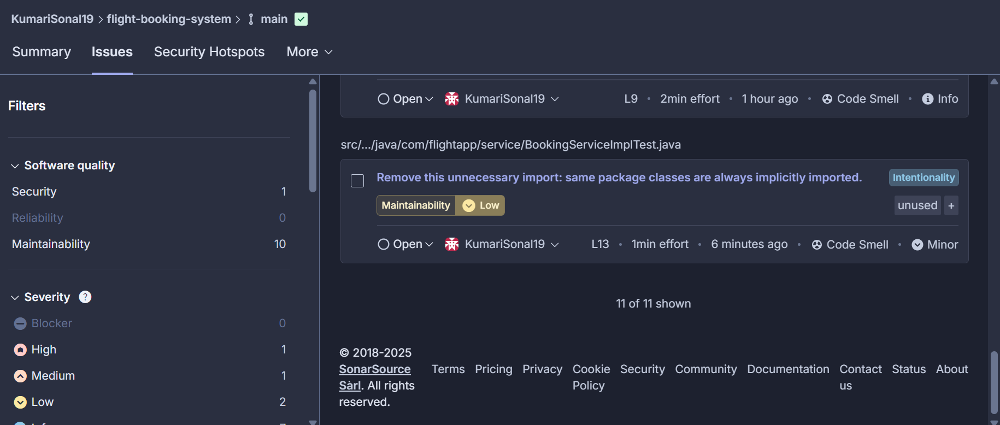 KumariSonal19 > flight-booking-system > main
Summary Issues Security Hotspots More
Filters
Software quality
Security 1
Reliability 0
Maintainability 10
Severity ?
Blocker 0
High 1
Medium 1
Low 2
Open KumariSonal19 L9 • 2min effort • 1 hour ago • Code Smell • Info
src/.../java/com/flightapp/service/BookingServiceImplTest.java
Remove this unnecessary import: same package classes are always implicitly imported. Intentionality
Maintainability Low unused +
Open KumariSonal19 L13 • 1min effort • 6 minutes ago • Code Smell • Minor
11 of 11 shown
© 2018-2025
SonarSource
Sàrl. All rights
reserved.
Terms Pricing Privacy Cookie Security Community Documentation Contact Status About
Policy us